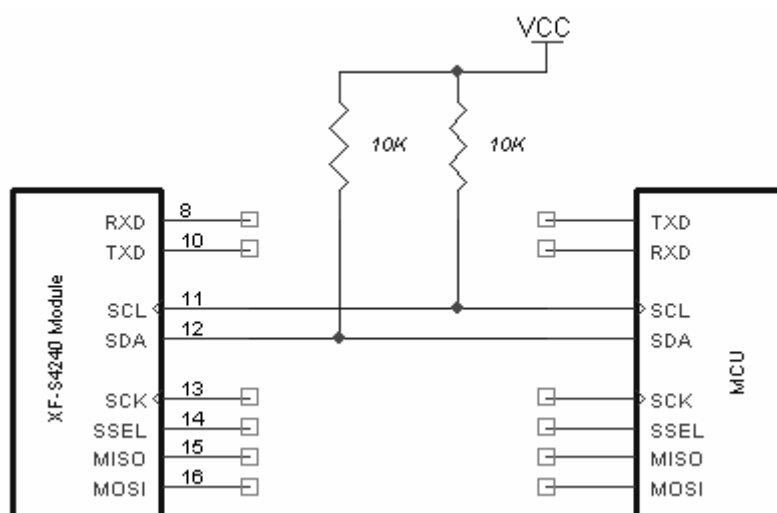 VCC
10K
10K
8
RXD
TXD
10
TXD
RXD
11
SCL
SCL
12
SDA
SDA
XF-S4240 Module
MCU
13
SCK
SCK
14
SSEL
SSEL
15
MISO
MISO
16
MOSI
MOSI